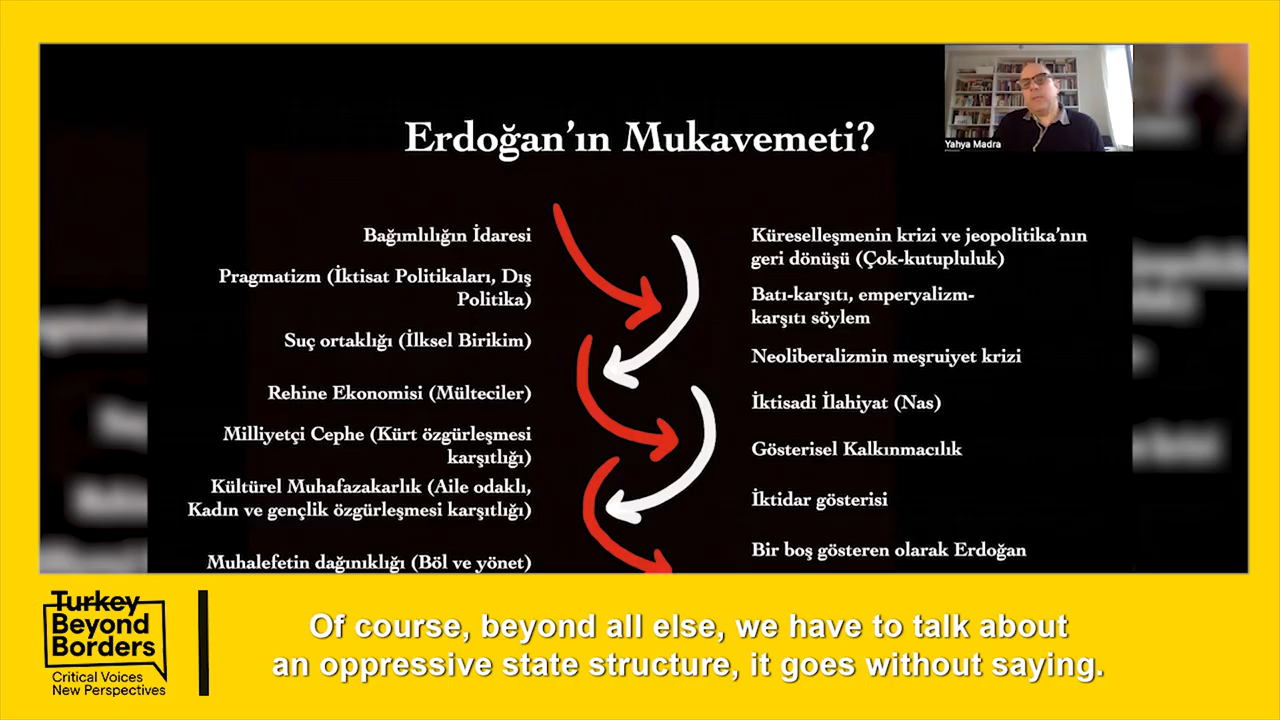 Yahya Madra
Erdoğan'ın Mukavemeti?
Bağımlılığın İdaresi
Pragmatizm (İktisat Politikaları, Dış
Politika)
Suç ortaklığı (İlksel Birikim)
Rehine Ekonomisi (Mülteciler)
Milliyetçi Cephe (Kürt özgürleşmesi
karşıtlığı)
Kültürel Muhafazakarlık (Aile odaklı,
Kadın ve gençlik özgürleşmesi karşıtlığı)
Muhalefetin dağınıklığı (Böl ve yönet)
Küreselleşmenin krizi ve jeopolitika'nın
geri dönüşü (Çok-kutupluluk)
Batı-karşıtı, emperyalizm-
karşıtı söylem
Neoliberalizmin meşruiyet krizi
İktisadi İlahiyat (Nas)
Gösterisel Kalkınmacılık
İktidar gösterisi
Bir boş gösteren olarak Erdoğan
Turkey
Beyond
Borders
Critical Voices
New Perspectives
Of course, beyond all else, we have to talk about
an oppressive state structure, it goes without saying.